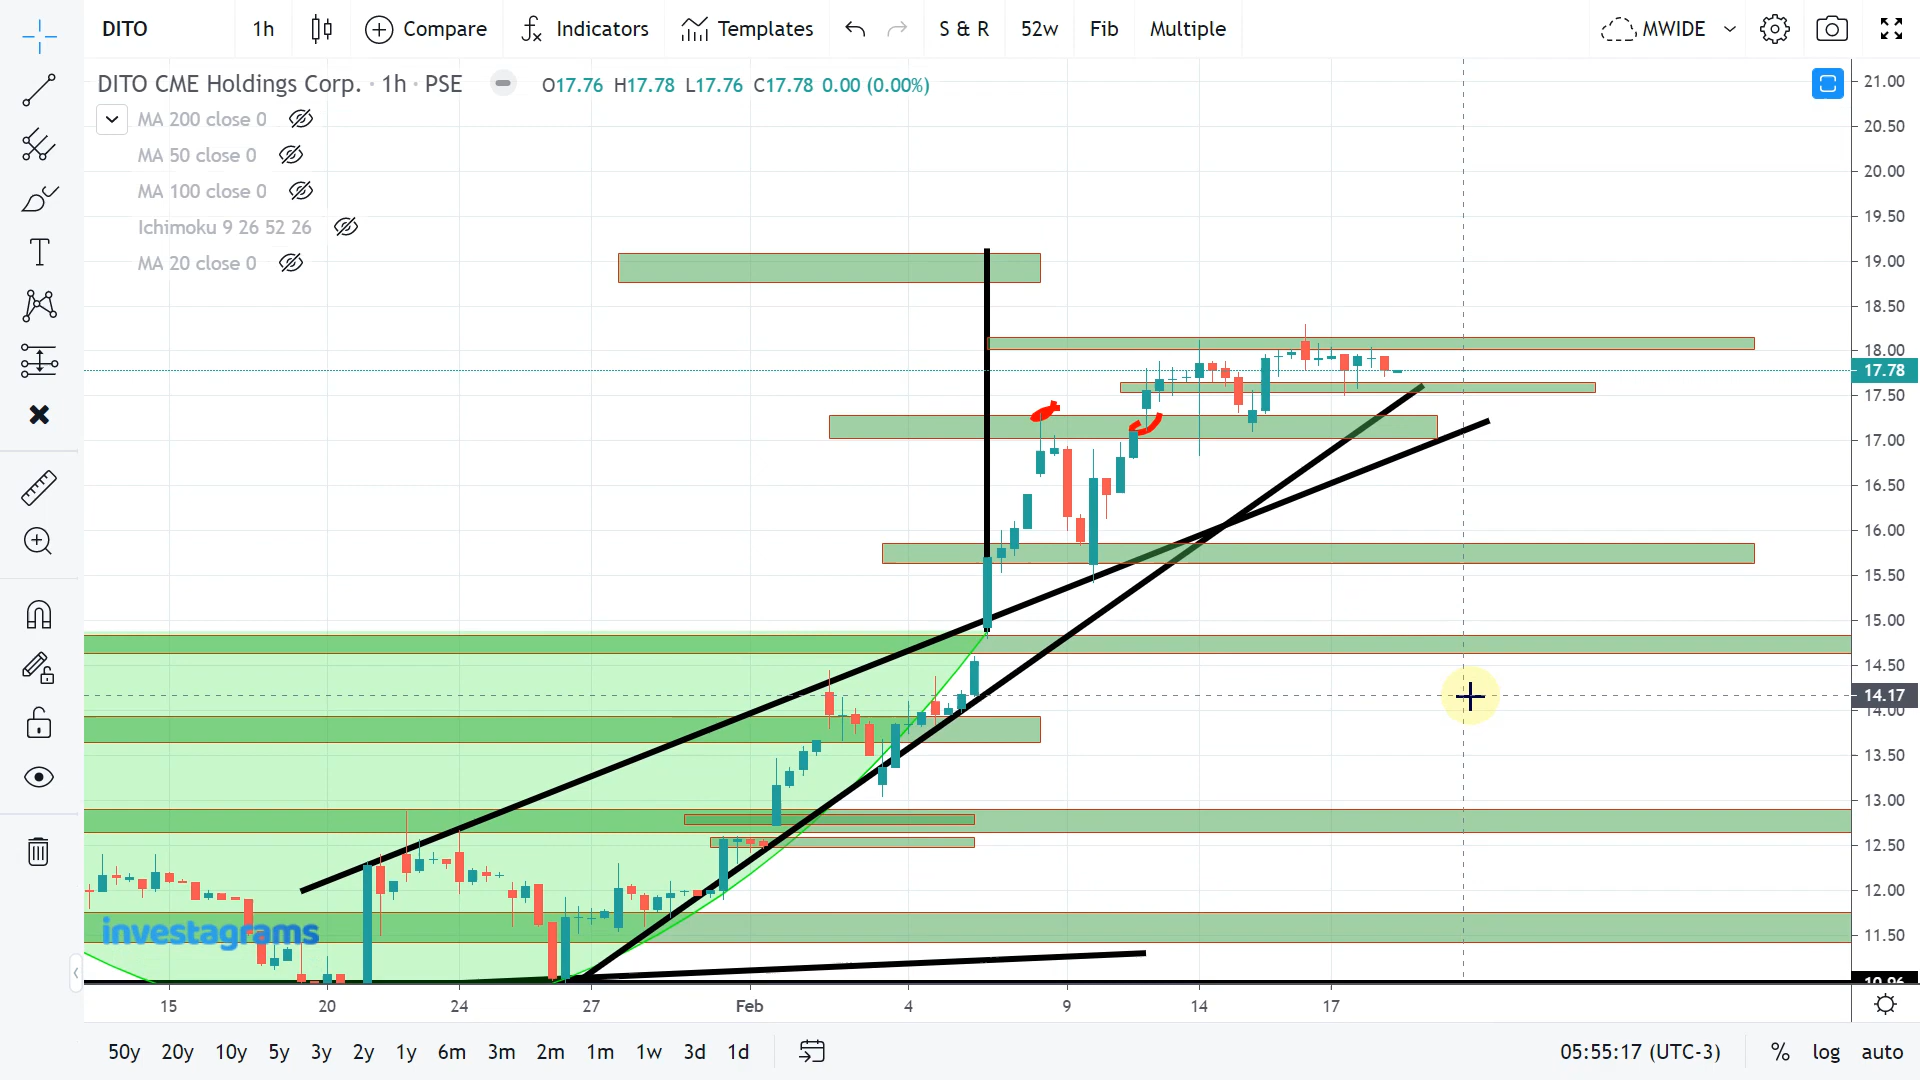 DITO 1h Compare Indicators Templates S & R 52w Fib Multiple MWIDE
DITO CME Holdings Corp. · 1h · PSE O17.76 H17.78 L17.76 C17.78 0.00 (0.00%)
MA 200 close 0
MA 50 close 0
MA 100 close 0
Ichimoku 9 26 52 26
MA 20 close 0
21.00
20.50
20.00
19.50
19.00
18.50
18.00
17.78
17.50
17.00
16.50
16.00
15.50
15.00
14.50
14.17
14.00
13.50
13.00
12.50
12.00
11.50
10.96
investagrams
15 20 24 27 Feb 4 9 14 17
50y 20y 10y 5y 3y 2y 1y 6m 3m 2m 1m 1w 3d 1d 05:55:17 (UTC-3) % log auto